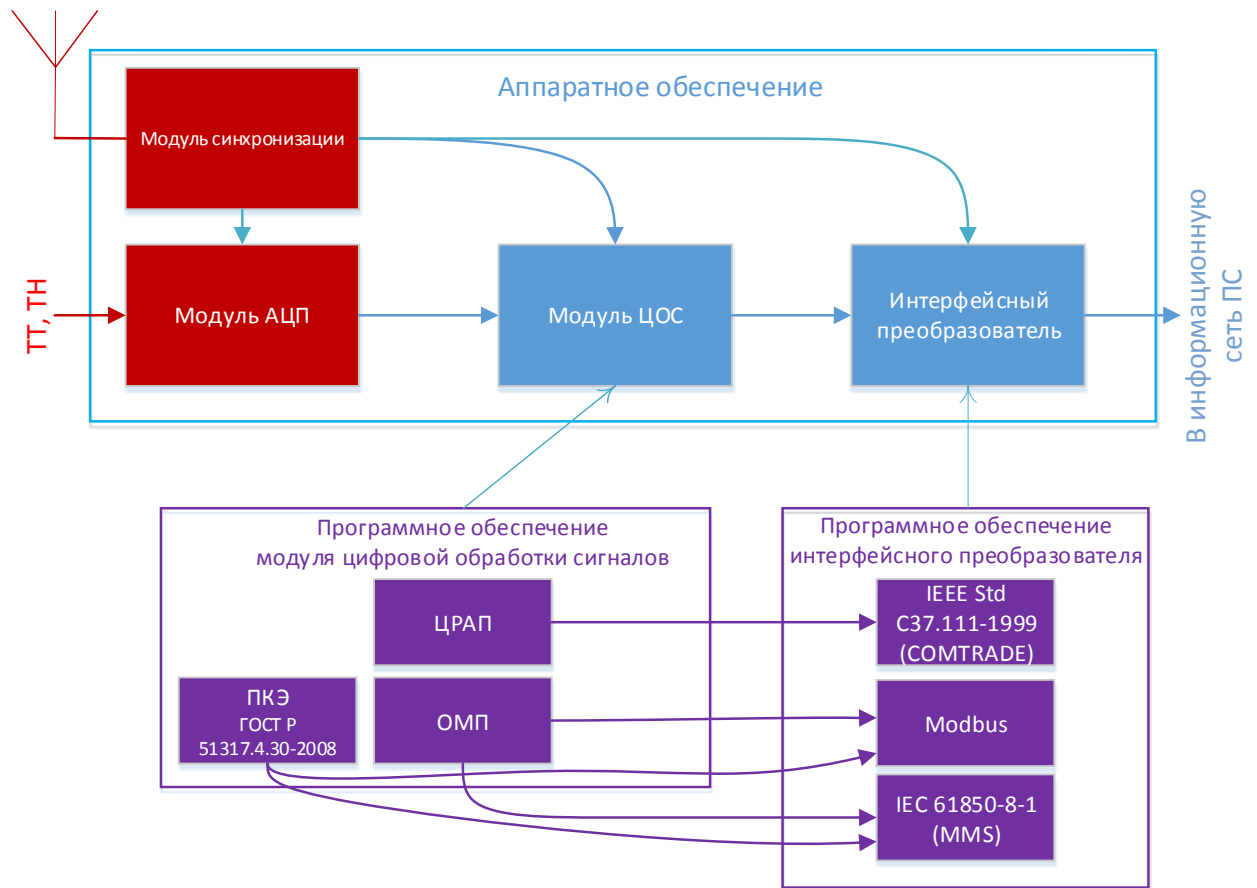 Аппаратное обеспечение
Модуль синхронизации
ТТ, ТН
Модуль АЦП
Модуль ЦОС
Интерфейсный
преобразователь
В информационную
сеть ПС
Программное обеспечение
модуля цифровой обработки сигналов
ЦРАП
ПКЭ
ГОСТ Р
51317.4.30-2008
ОМП
Программное обеспечение
интерфейсного преобразователя
IEEE Std
C37.111-1999
(COMTRADE)
Modbus
IEC 61850-8-1
(MMS)